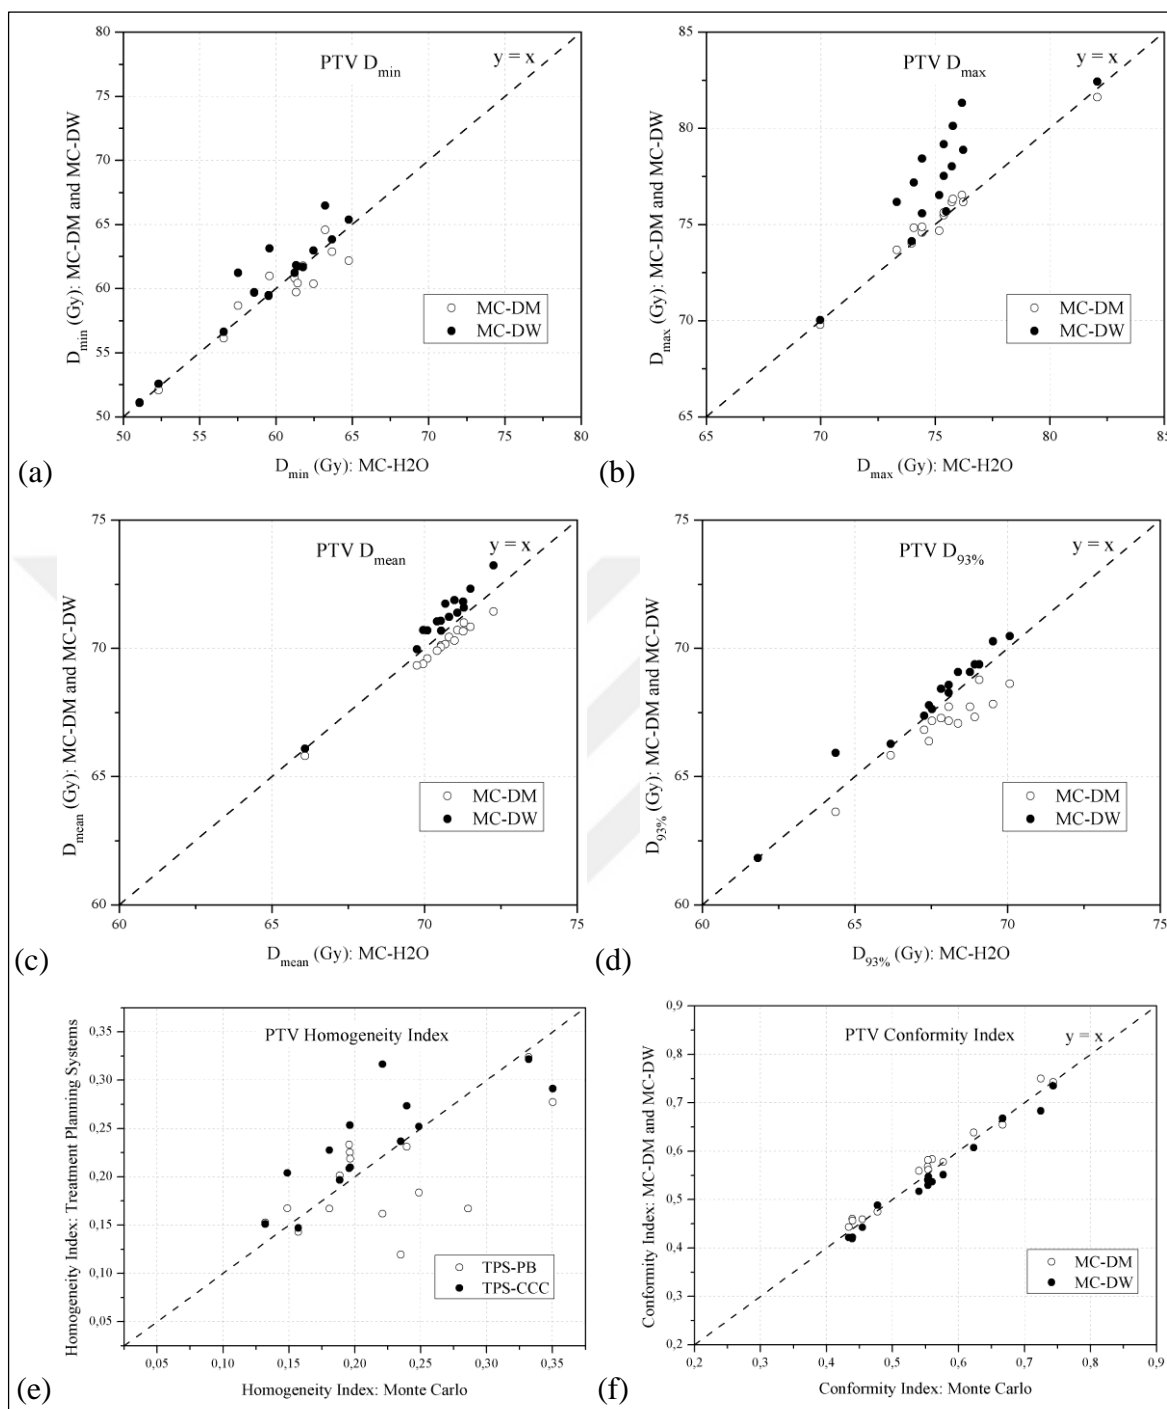 PTV Dmin
y = x
Dmin (Gy): MC-DM and MC-DW
80
75
70
65
60
55
50
MC-DM
MC-DW
50 55 60 65 70 75 80
Dmin (Gy): MC-H2O
(a)
PTV Dmax
y = x
Dmax (Gy): MC-DM and MC-DW
85
80
75
70
65
MC-DM
MC-DW
65 70 75 80 85
Dmax (Gy): MC-H2O
(b)
PTV Dmean
y = x
Dmean (Gy): MC-DM and MC-DW
75
70
65
60
MC-DM
MC-DW
60 65 70 75
Dmean (Gy): MC-H2O
(c)
PTV D93%
y = x
D93% (Gy): MC-DM and MC-DW
75
70
65
60
MC-DM
MC-DW
60 65 70 75
D93% (Gy): MC-H2O
(d)
PTV Homogeneity Index
Homogeneity Index: Treatment Planning Systems
0,35
0,30
0,25
0,20
0,15
0,10
0,05
TPS-PB
TPS-CCC
0,05 0,10 0,15 0,20 0,25 0,30 0,35
Homogeneity Index: Monte Carlo
(e)
PTV Conformity Index
y = x
Conformity Index: MC-DM and MC-DW
0,9
0,8
0,7
0,6
0,5
0,4
0,3
0,2
MC-DM
MC-DW
0,2 0,3 0,4 0,5 0,6 0,7 0,8 0,9
Conformity Index: Monte Carlo
(f)